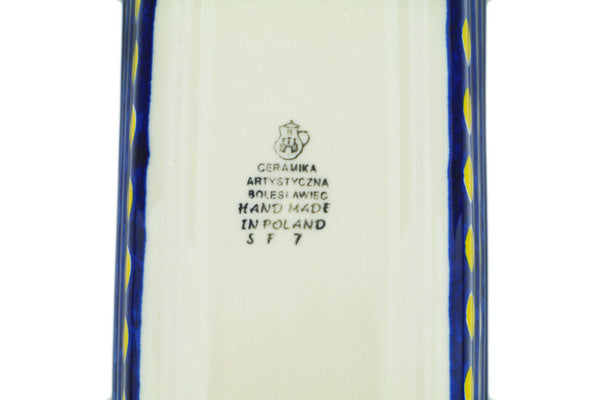 CERAMIKA
ARTYSTYCZNA
BOLESŁAWIEC
HAND MADE
IN POLAND
S F 7